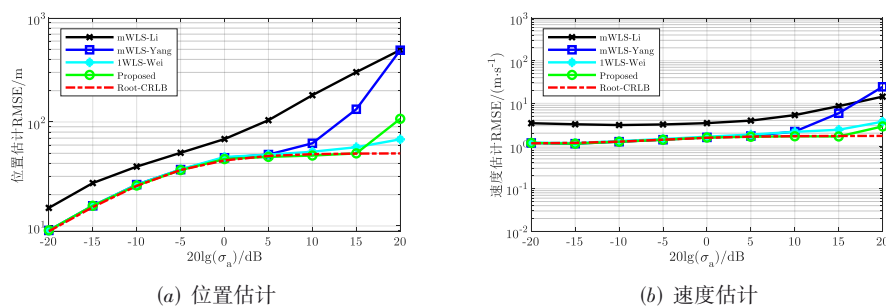 10³
10²
10¹
位置估计RMSE/m
mWLS-Li
mWLS-Yang
1WLS-Wei
Proposed
Root-CRLB
-20 -15 -10 -5 0 5 10 15 20
20lg(σₐ)/dB
(a) 位置估计
10³
10²
10¹
10⁰
10⁻¹
10⁻²
速度估计RMSE/(m·s⁻¹)
mWLS-Li
mWLS-Yang
1WLS-Wei
Proposed
Root-CRLB
-20 -15 -10 -5 0 5 10 15 20
20lg(σₐ)/dB
(b) 速度估计